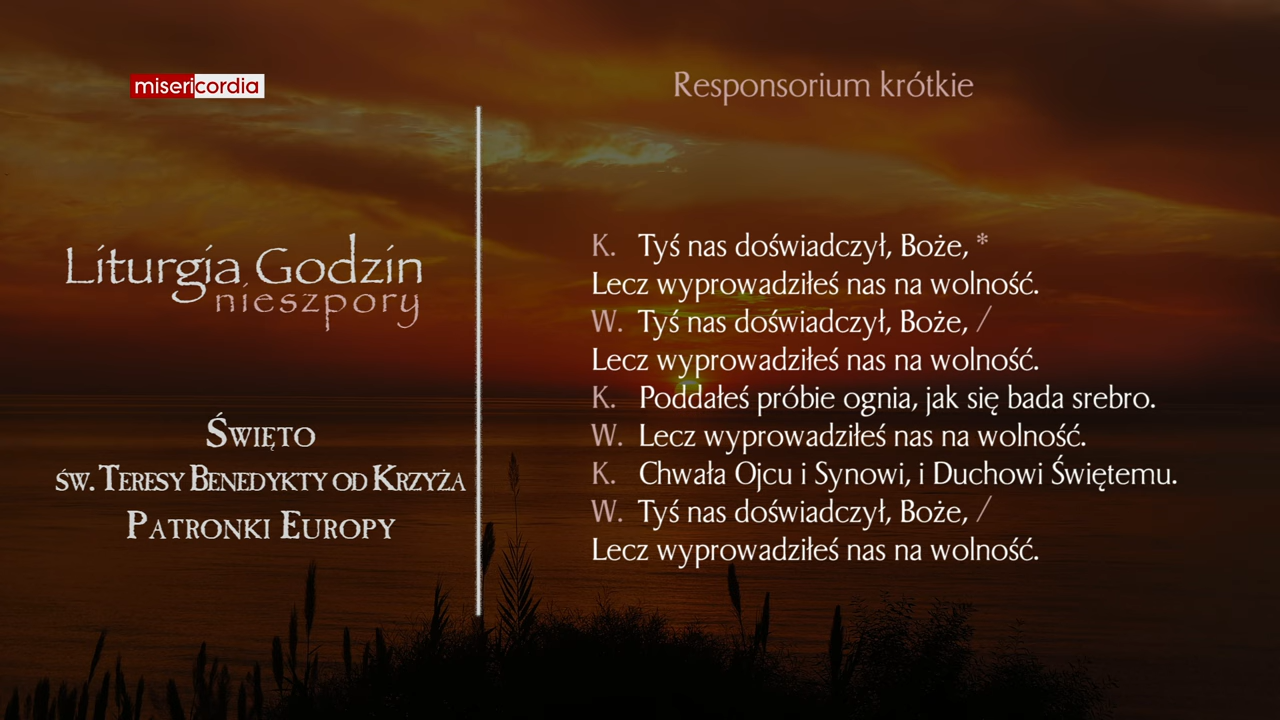 misericordia
Liturgia Godzin
nieszpory
Święto
św. Teresy Benedykty od Krzyża
Patronki Europy
Responsorium krótkie
K. Tyś nas doświadczył, Boże, *
Lecz wyprowadziłeś nas na wolność.
W. Tyś nas doświadczył, Boże, /
Lecz wyprowadziłeś nas na wolność.
K. Poddałeś próbie ognia, jak się bada srebro.
W. Lecz wyprowadziłeś nas na wolność.
K. Chwała Ojcu i Synowi, i Duchowi Świętemu.
W. Tyś nas doświadczył, Boże, /
Lecz wyprowadziłeś nas na wolność.